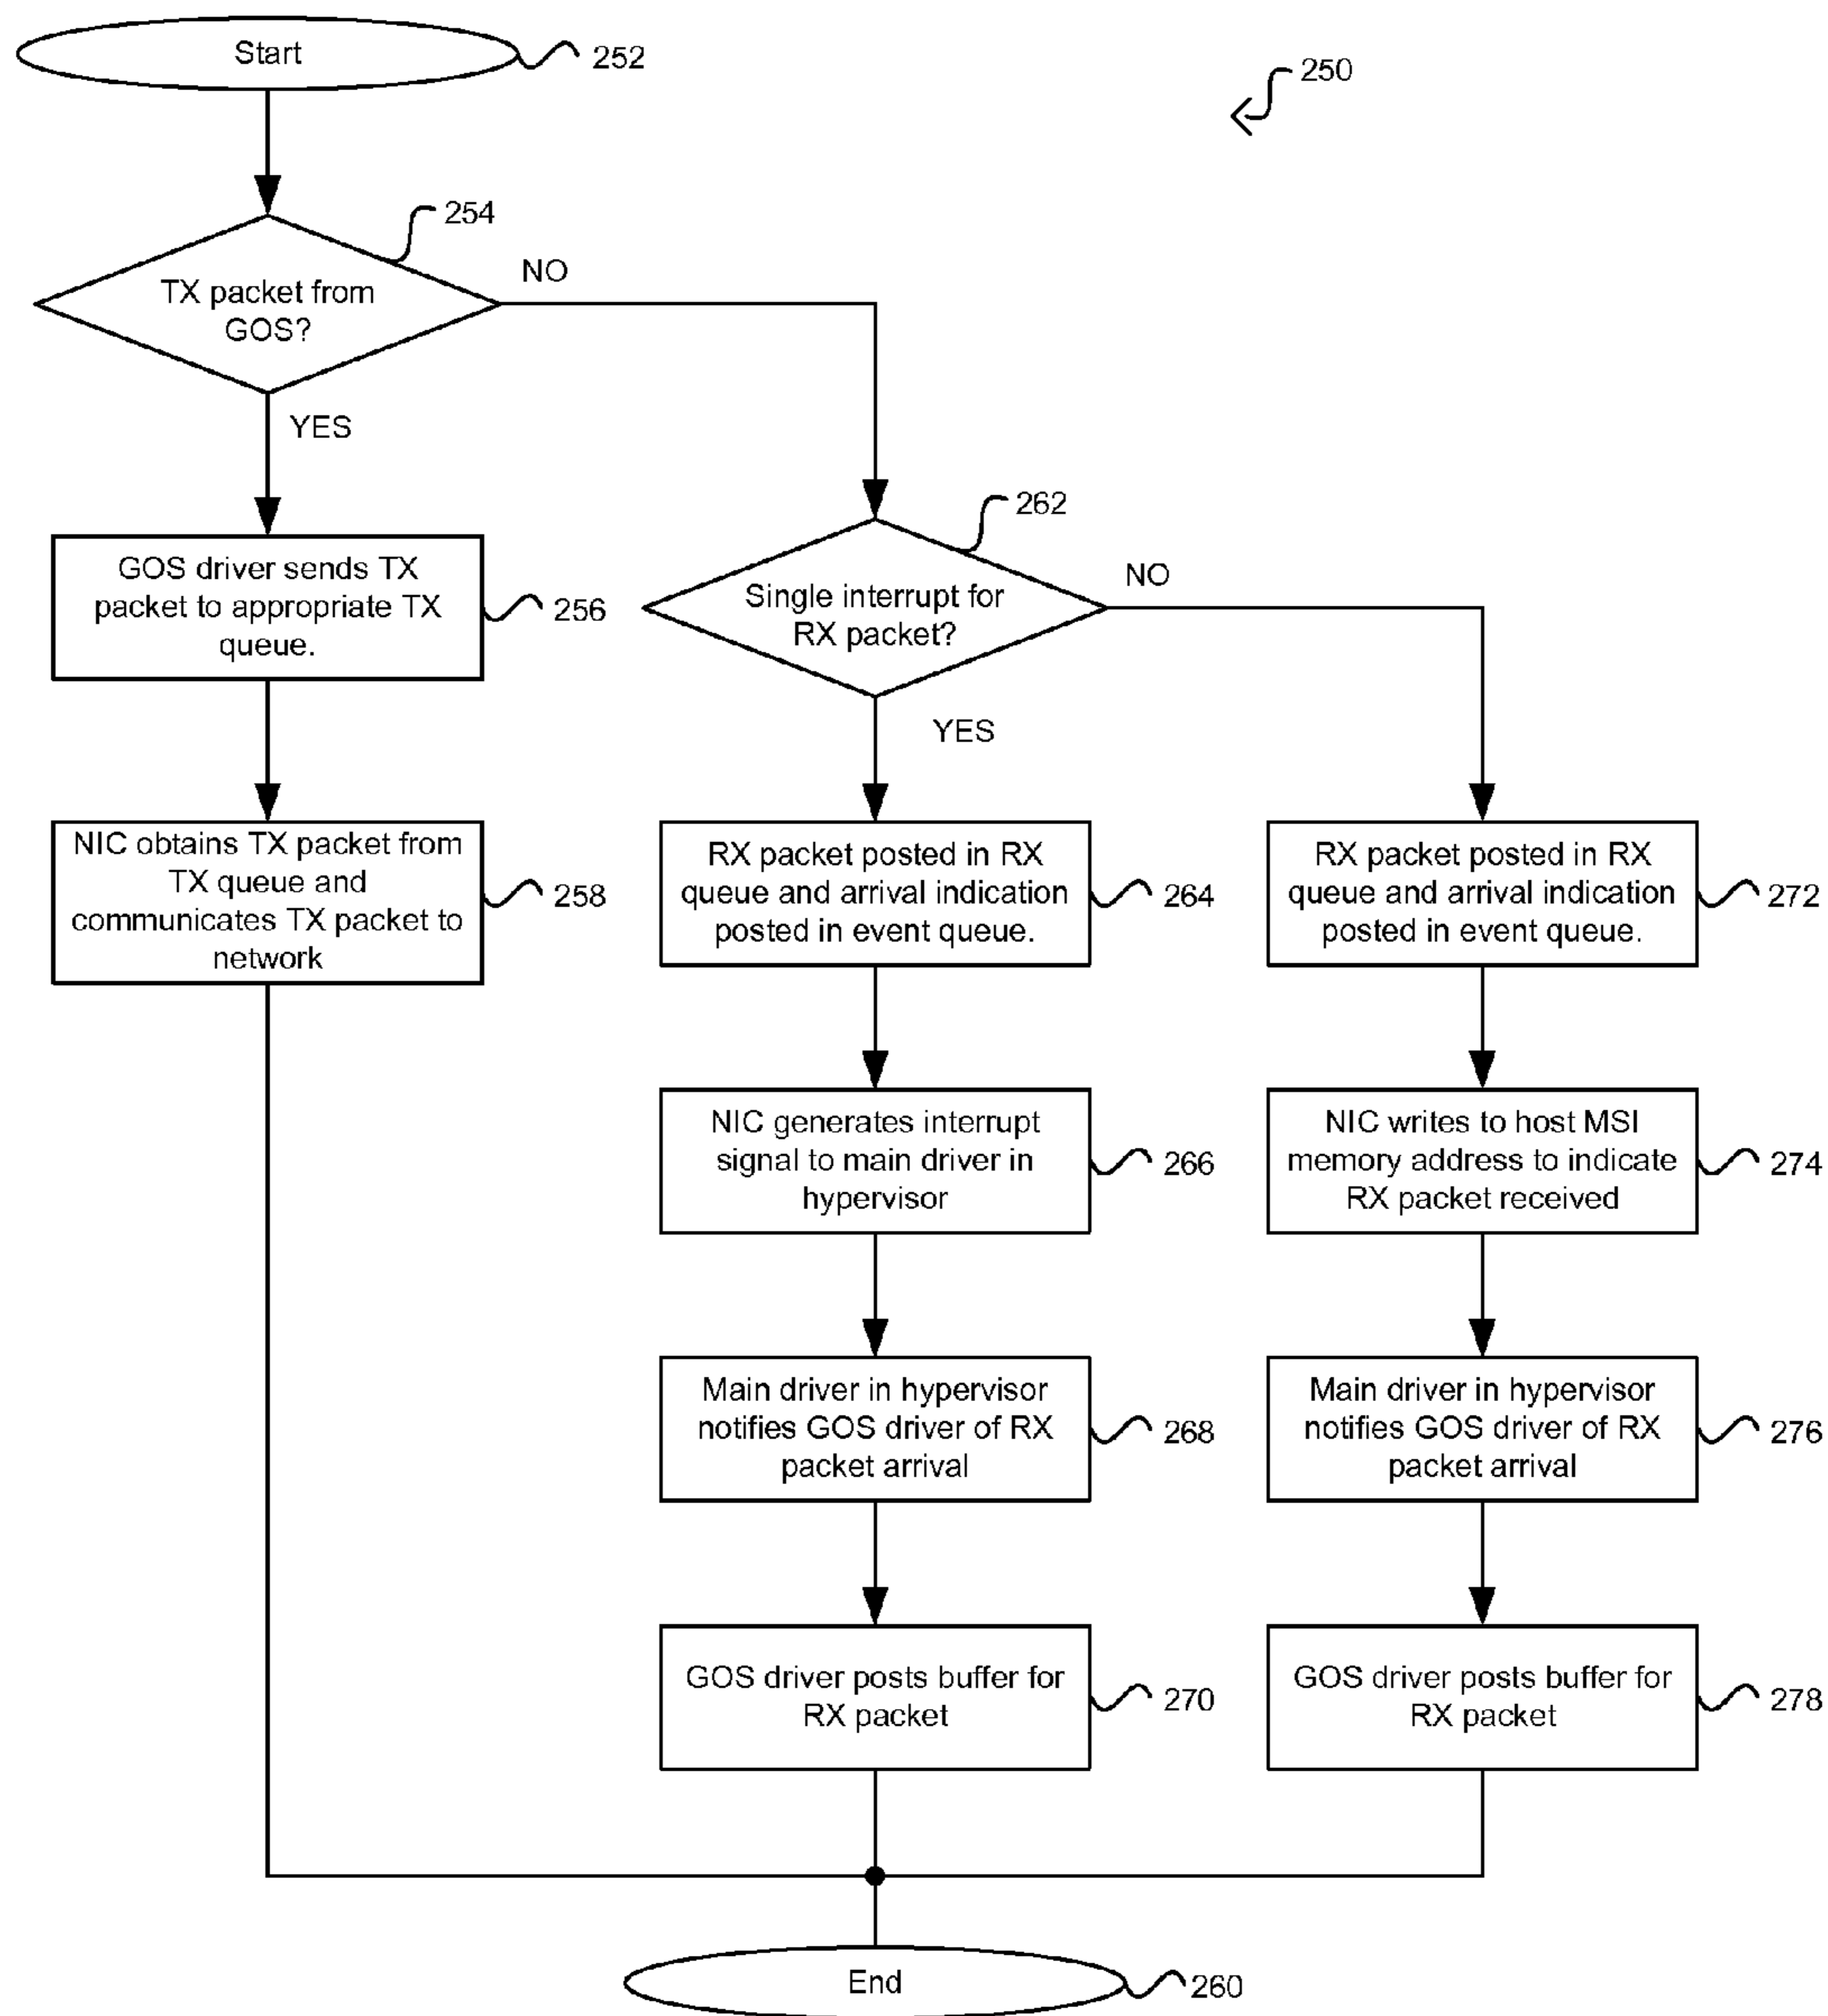 Start
252
250
254
TX packet from
GOS?
NO
YES
262
Single interrupt for
RX packet?
NO
YES
GOS driver sends TX
packet to appropriate TX
queue.
256
NIC obtains TX packet from
TX queue and
communicates TX packet to
network
258
RX packet posted in RX
queue and arrival indication
posted in event queue.
264
RX packet posted in RX
queue and arrival indication
posted in event queue.
272
NIC generates interrupt
signal to main driver in
hypervisor
266
NIC writes to host MSI
memory address to indicate
RX packet received
274
Main driver in hypervisor
notifies GOS driver of RX
packet arrival
268
Main driver in hypervisor
notifies GOS driver of RX
packet arrival
276
GOS driver posts buffer for
RX packet
270
GOS driver posts buffer for
RX packet
278
End
260